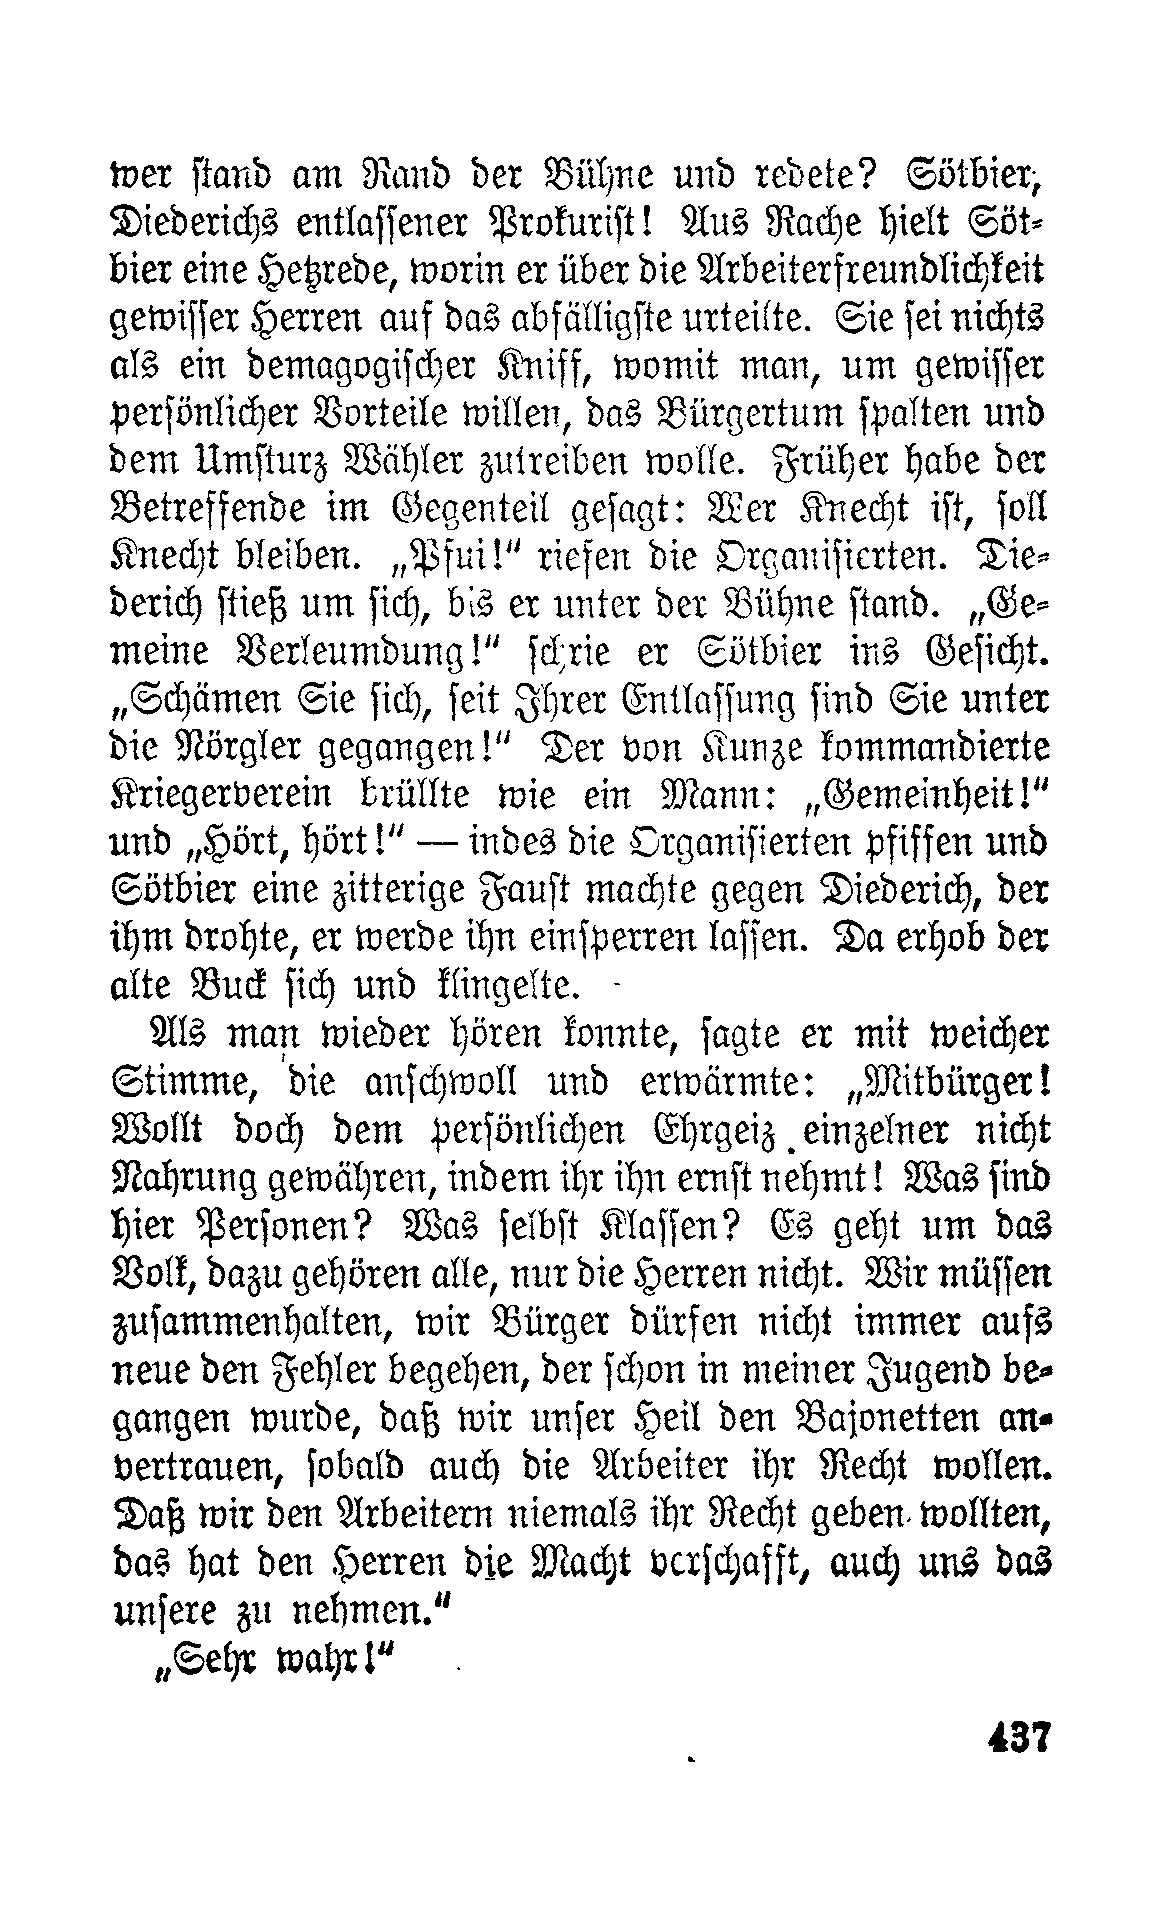 wer ſtand am Rand der Bühne und redete? Sötbier,
Diederichs entlaſſener Prokuriſt! Aus Rache hielt Söt-
bier eine Hetzrede, worin er über die Arbeiterfreundlichkeit
gewiſſer Herren auf das abfälligſte urteilte. Sie ſei nichts
als ein demagogiſcher Kniff, womit man, um gewiſſer
perſönlicher Vorteile willen, das Bürgertum ſpalten und
dem Umſturz Wähler zutreiben wolle. Früher habe der
Betreffende im Gegenteil geſagt: Wer Knecht iſt, ſoll
Knecht bleiben. „Pfui!“ riefen die Organiſierten. Die-
derich ſtieß um ſich, bis er unter der Bühne ſtand. „Ge-
meine Verleumdung!“ ſchrie er Sötbier ins Geſicht.
„Schämen Sie ſich, ſeit Ihrer Entlaſſung ſind Sie unter
die Nörgler gegangen!“ Der von Kunze kommandierte
Kriegerverein brüllte wie ein Mann: „Gemeinheit!“
und „Hört, hört!“ — indes die Organiſierten pfiffen und
Sötbier eine zitterige Fauſt machte gegen Diederich, der
ihm drohte, er werde ihn einſperren laſſen. Da erhob der
alte Buck ſich und klingelte.
Als man wieder hören konnte, ſagte er mit weicher
Stimme, die anſchwoll und erwärmte: „Mitbürger!
Wollt doch dem perſönlichen Ehrgeiz einzelner nicht
Nahrung gewähren, indem ihr ihn ernſt nehmt! Was ſind
hier Perſonen? Was ſelbſt Klaſſen? Es geht um das
Volk, dazu gehören alle, nur die Herren nicht. Wir müſſen
zuſammenhalten, wir Bürger dürfen nicht immer aufs
neue den Fehler begehen, der ſchon in meiner Jugend be-
gangen wurde, daß wir unſer Heil den Bajonetten an-
vertrauen, ſobald auch die Arbeiter ihr Recht wollen.
Daß wir den Arbeitern niemals ihr Recht geben wollten,
das hat den Herren die Macht verſchafft, auch uns das
unſere zu nehmen.“
„Sehr wahr!“
437